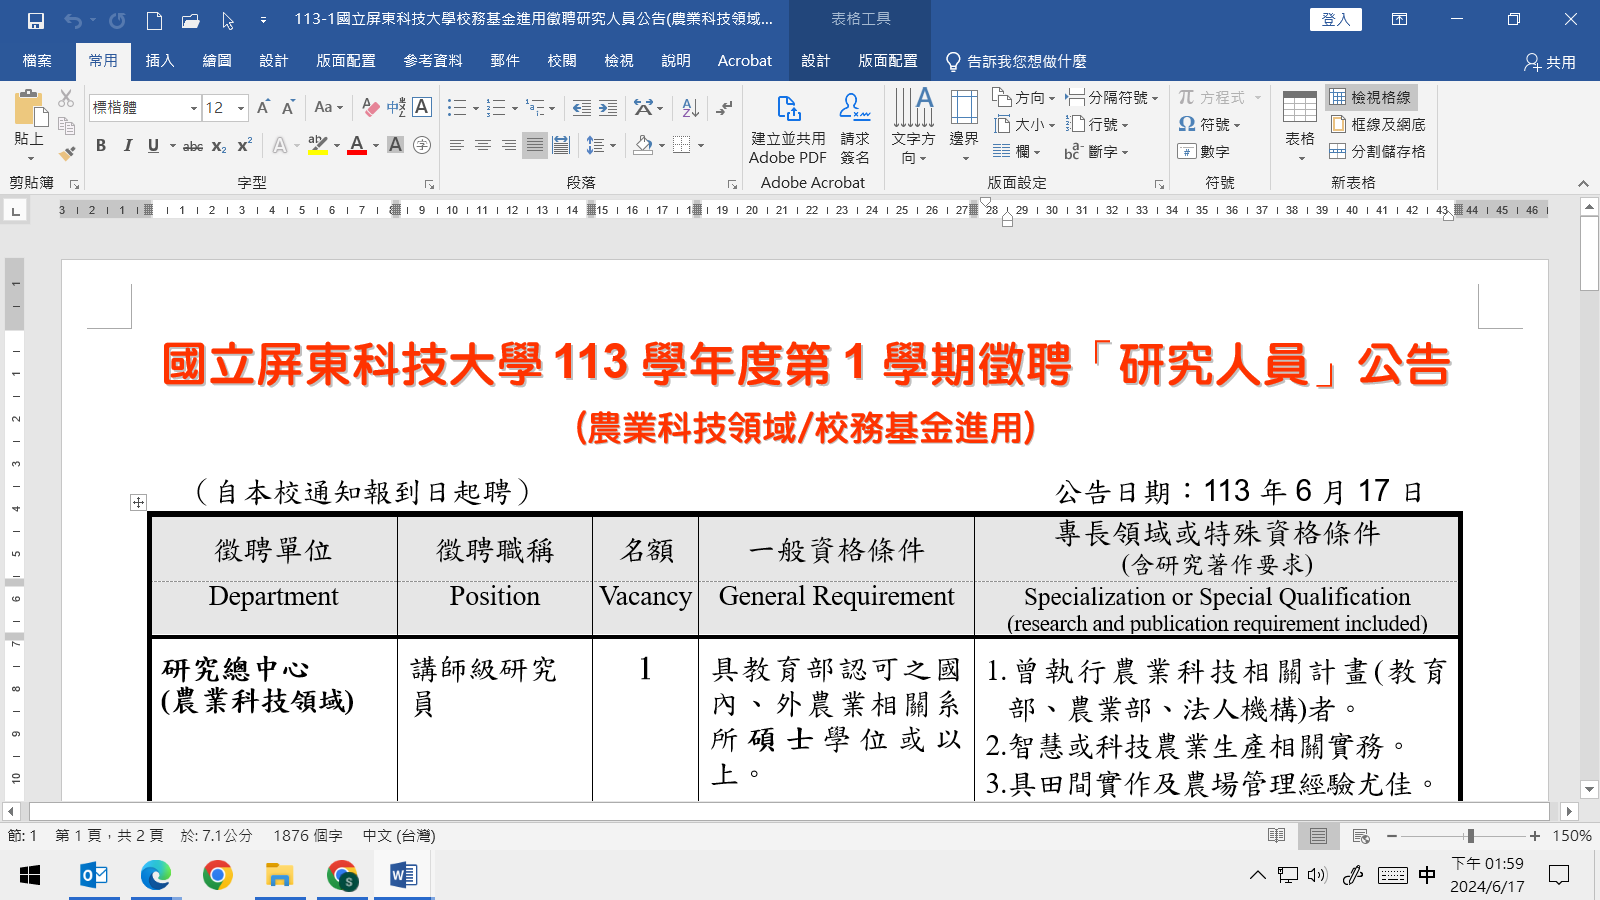 113-1國立屏東科技大學校務基金進用徵聘研究人員公告(農業科技領域...
表格工具
登入
檔案 常用 插入 繪圖 設計 版面配置 參考資料 郵件 校閱 檢視 說明 Acrobat 設計 版面配置 告訴我您想做什麼 共用
標楷體 12 Aa
貼上
建立並共用 Adobe PDF
請求簽名
文字方向
邊界
方向 分隔符號
大小 行號
欄 斷字
方程式
符號
數字
表格
檢視格線
框線及網底
分割儲存格
剪貼簿 字型 段落 Adobe Acrobat 版面設定 符號 新表格
國立屏東科技大學 113 學年度第 1 學期徵聘「研究人員」公告
(農業科技領域/校務基金進用)
（自本校通知報到日起聘） 公告日期：113 年 6 月 17 日
徵聘單位 徵聘職稱 名額 一般資格條件 專長領域或特殊資格條件
(含研究著作要求)
Department Position Vacancy General Requirement Specialization or Special Qualification
(research and publication requirement included)
研究總中心
(農業科技領域)
講師級研究
員
1
具教育部認可之國
內、外農業相關系
所碩士學位或以
上。
1.曾執行農業科技相關計畫(教育
部、農業部、法人機構)者。
2.智慧或科技農業生產相關實務。
3.具田間實作及農場管理經驗尤佳。
節: 1 第 1 頁，共 2 頁 於: 7.1公分 1876 個字 中文 (台灣) 150%
中
下午 01:59
2024/6/17